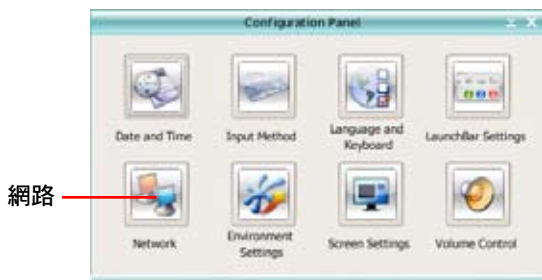 Configuration Panel
Date and Time
Input Method
Language and
Keyboard
LaunchBar Settings
網路
Network
Environment
Settings
Screen Settings
Volume Control